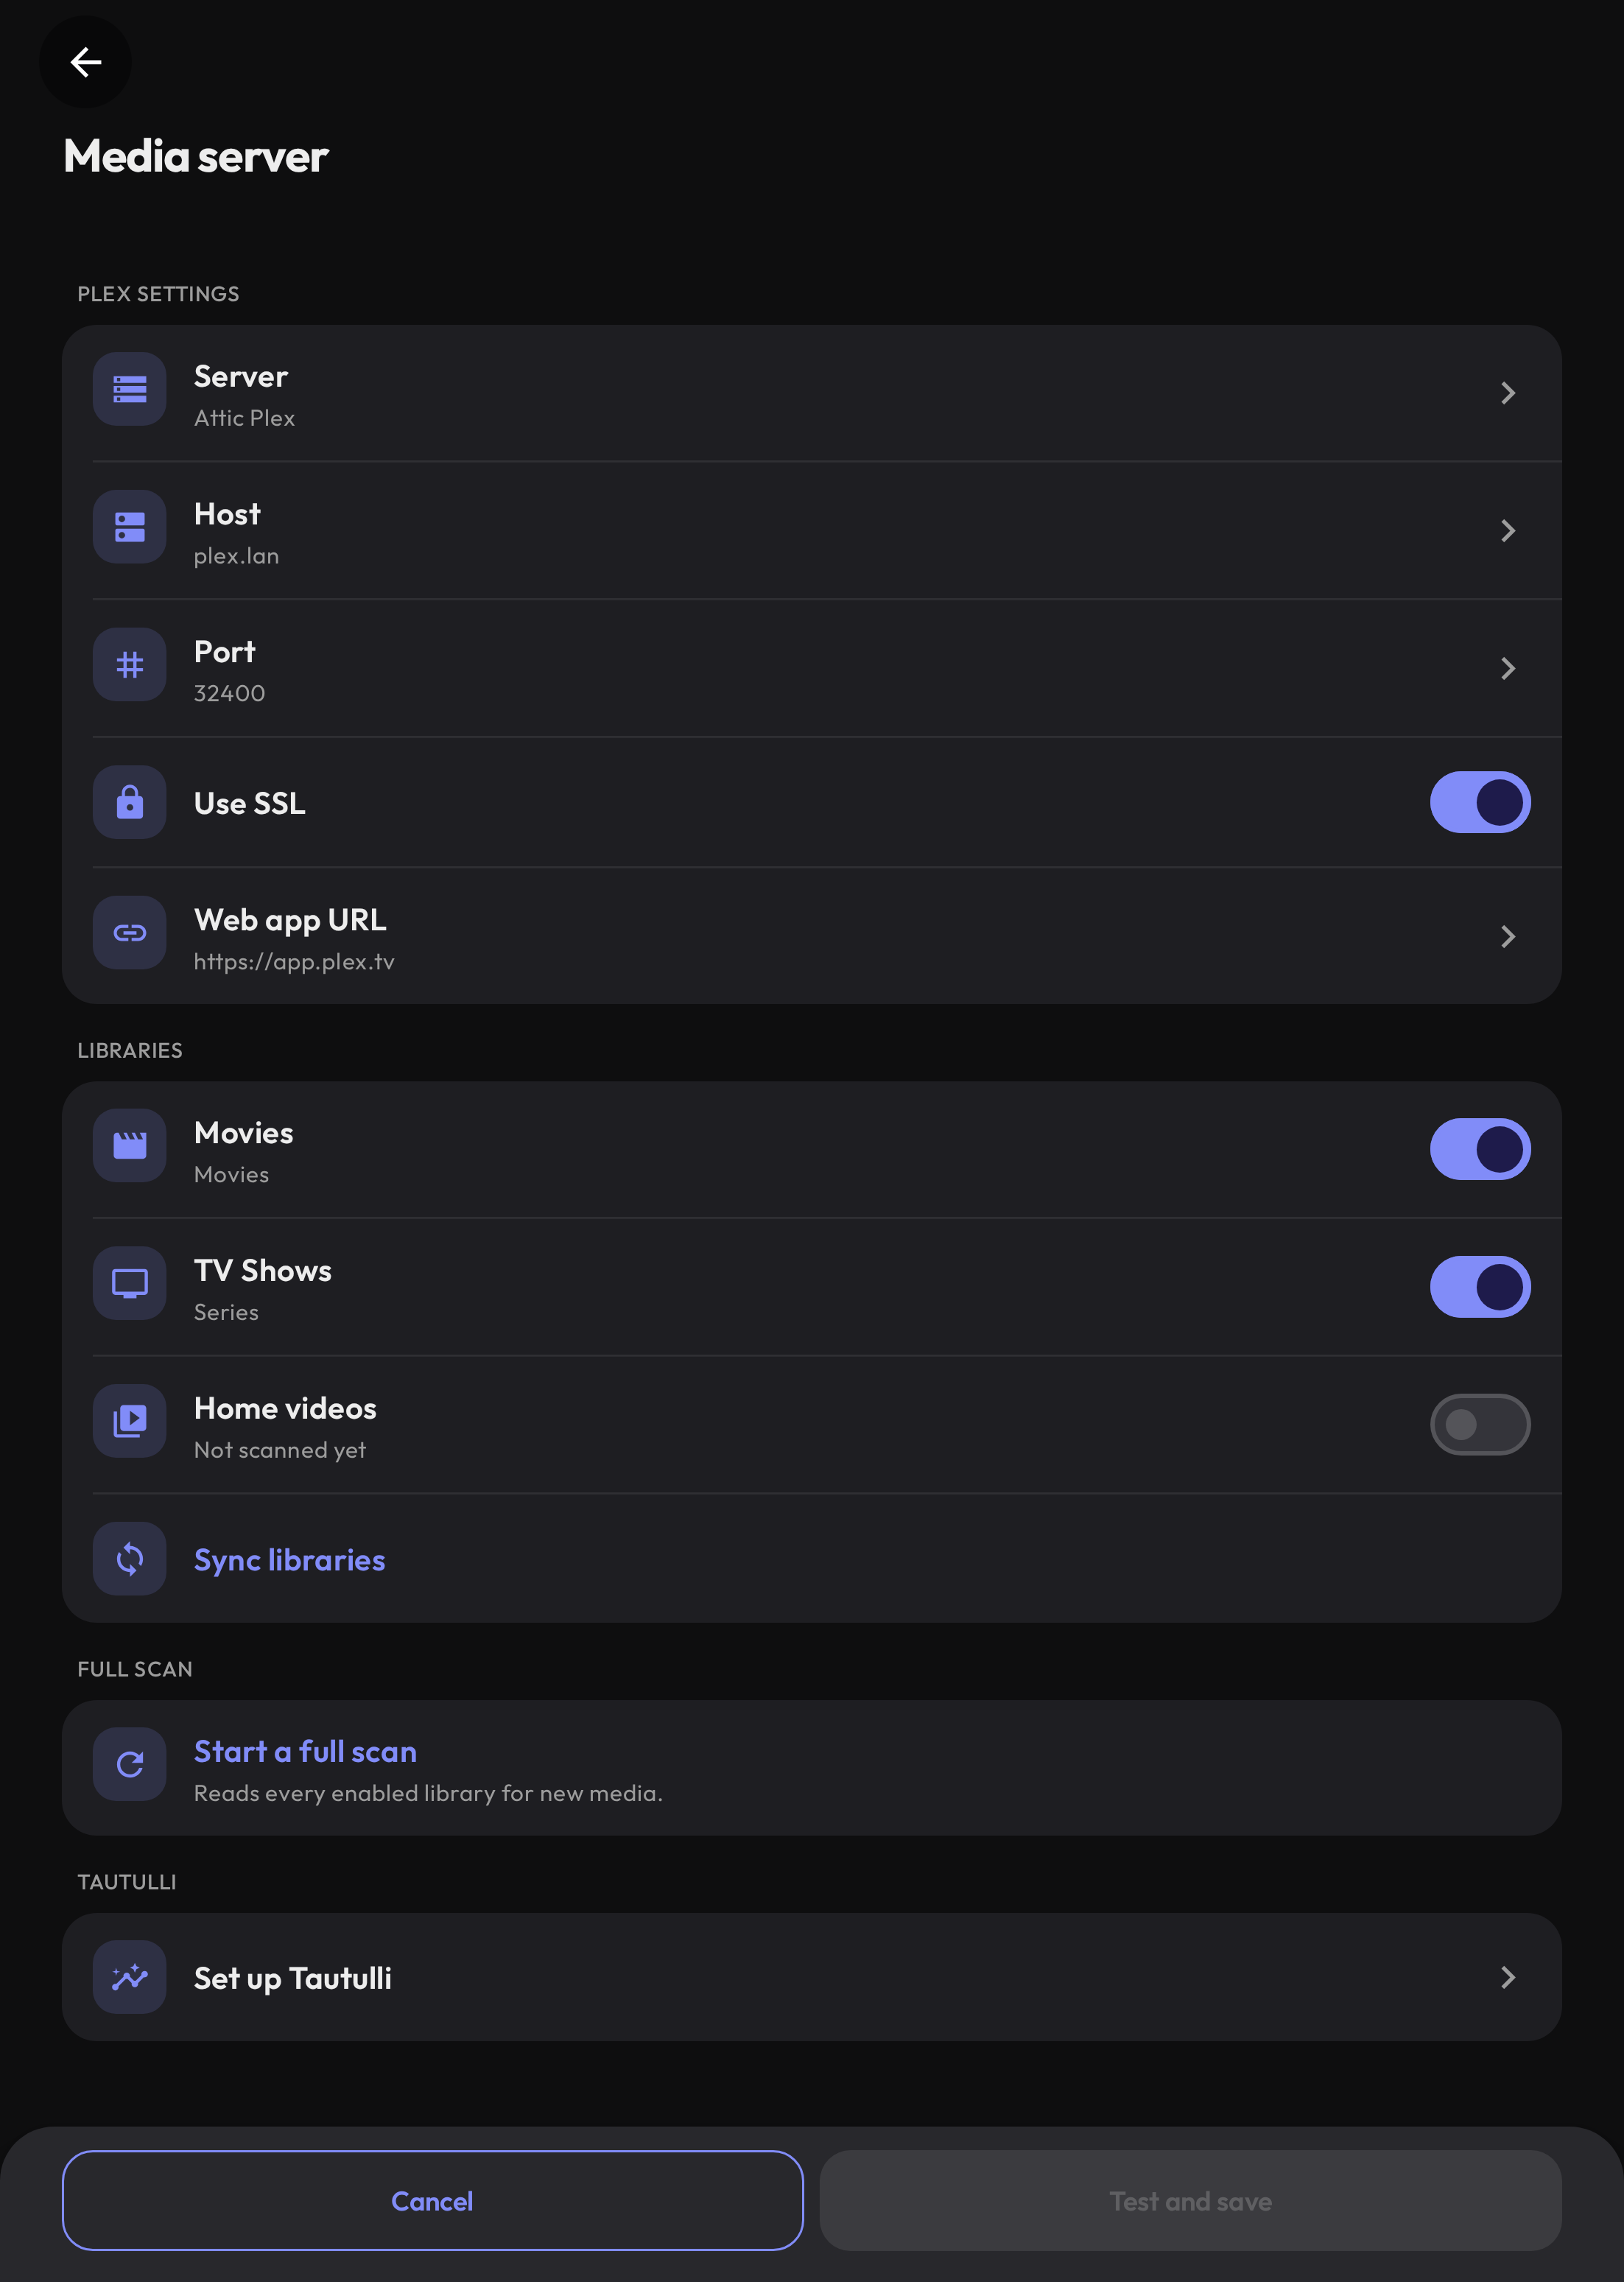 Media server
PLEX SETTINGS
Server
Attic Plex
Host
plex.lan
Port
32400
Use SSL
Web app URL
https://app.plex.tv
LIBRARIES
Movies
Movies
TV Shows
Series
Home videos
Not scanned yet
Sync libraries
FULL SCAN
Start a full scan
Reads every enabled library for new media.
TAUTULLI
Set up Tautulli
Cancel
Test and save